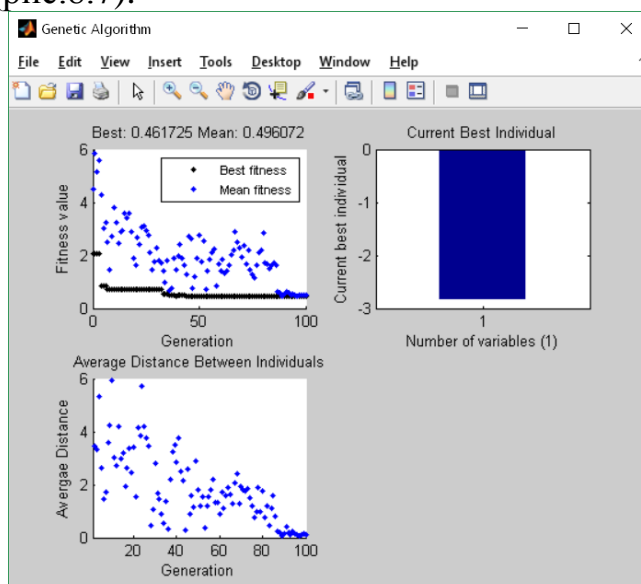 Genetic Algorithm
File Edit View Insert Tools Desktop Window Help
Best: 0.461725 Mean: 0.496072
Fitness value
6
4
2
0
Best fitness
Mean fitness
0 50 100
Generation
Current Best Individual
Current best individual
0
-1
-2
-3
1
Number of variables (1)
Average Distance Between Individuals
Avergae Distance
6
4
2
0
20 40 60 80 100
Generation